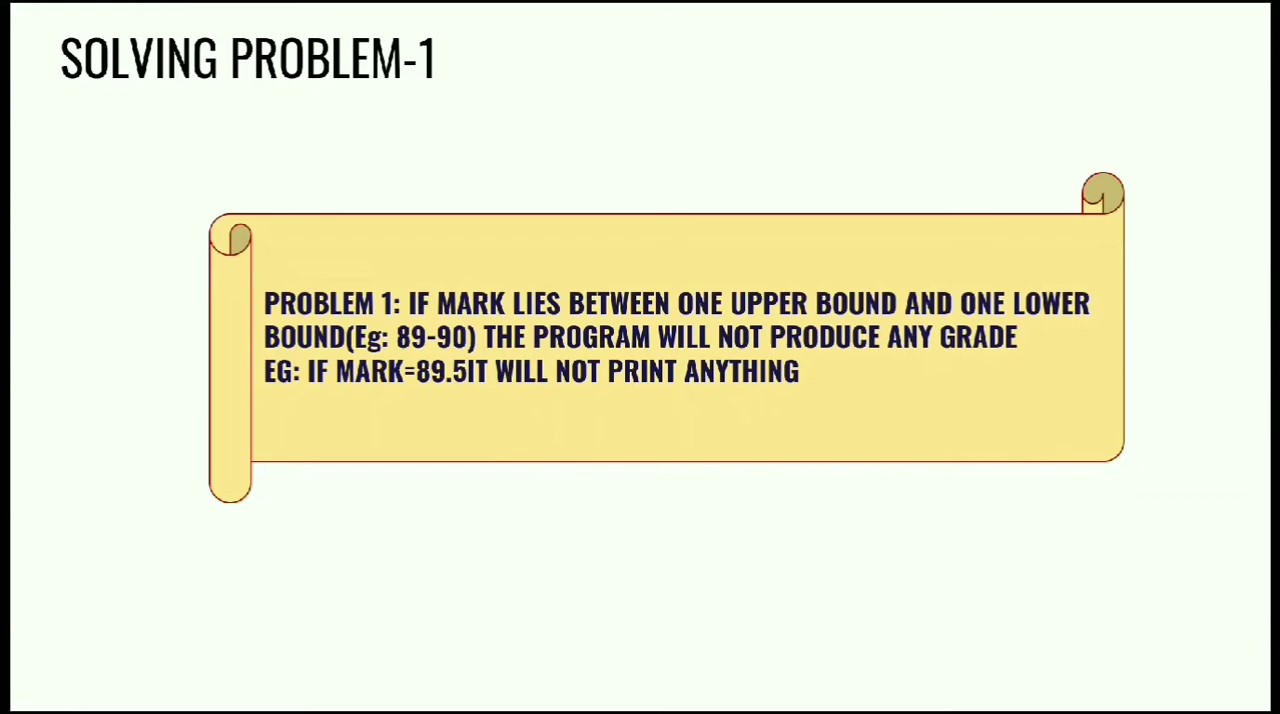 SOLVING PROBLEM-1
PROBLEM 1: IF MARK LIES BETWEEN ONE UPPER BOUND AND ONE LOWER
BOUND(Eg: 89-90) THE PROGRAM WILL NOT PRODUCE ANY GRADE
EG: IF MARK=89.5IT WILL NOT PRINT ANYTHING